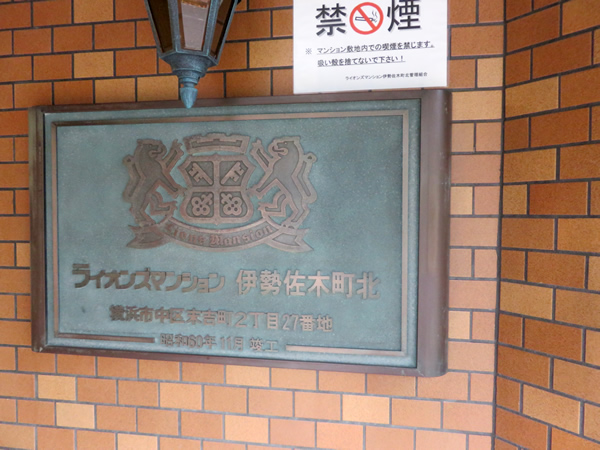 禁煙
※ マンション敷地内での喫煙を禁じます。
吸い殻を捨てないで下さい！
ライオンズマンション伊勢佐木町北管理組合
Lions Mansion
ライオンズマンション 伊勢佐木町北
横浜市中区末吉町2丁目27番地
昭和60年11月 竣工